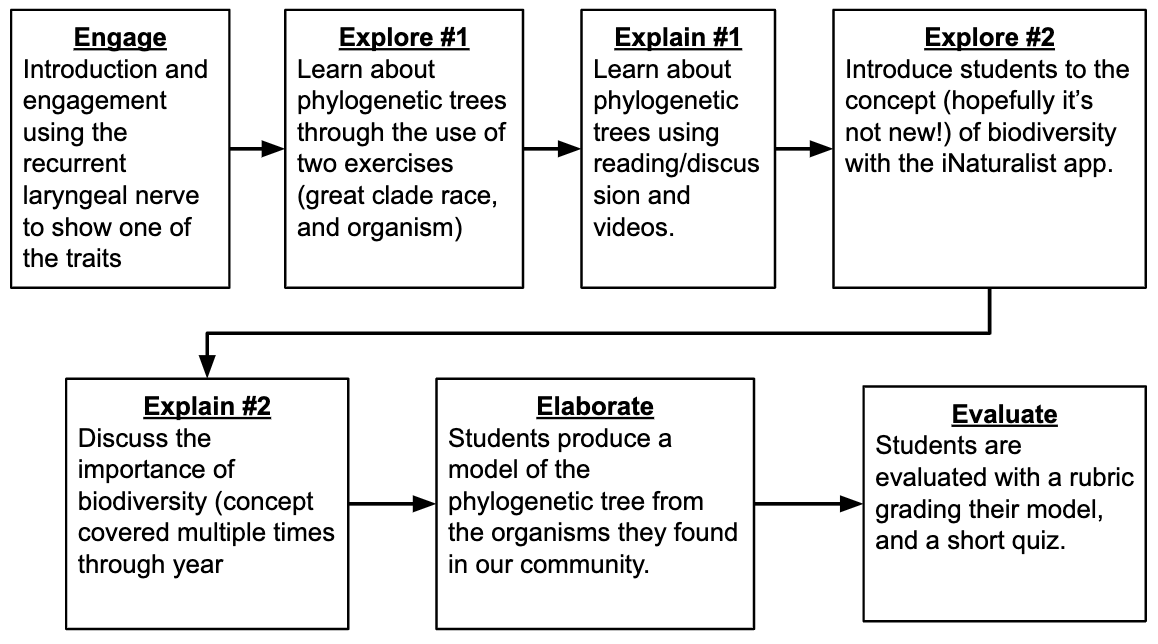 Engage
Introduction and
engagement
using the
recurrent
laryngeal nerve
to show one of
the traits
Explore #1
Learn about
phylogenetic trees
through the use of
two exercises
(great clade race,
and organism)
Explain #1
Learn about
phylogenetic
trees using
reading/discus
sion and
videos.
Explore #2
Introduce students to the
concept (hopefully it’s
not new!) of biodiversity
with the iNaturalist app.
Explain #2
Discuss the
importance of
biodiversity (concept
covered multiple times
through year
Elaborate
Students produce a
model of the
phylogenetic tree from
the organisms they found
in our community.
Evaluate
Students are
evaluated with a rubric
grading their model,
and a short quiz.